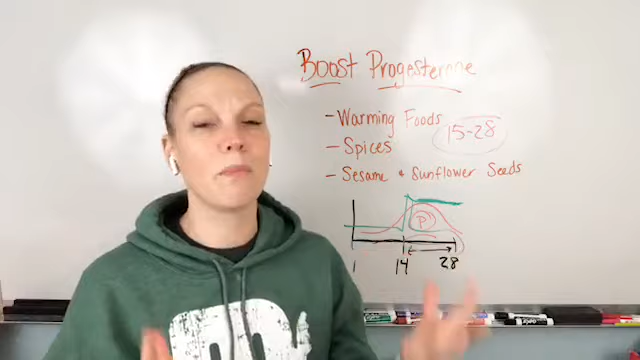 Boost Progesterone
- Warming Foods
15-28
- Spices
- Sesame & Sunflower Seeds
P
1 14 28